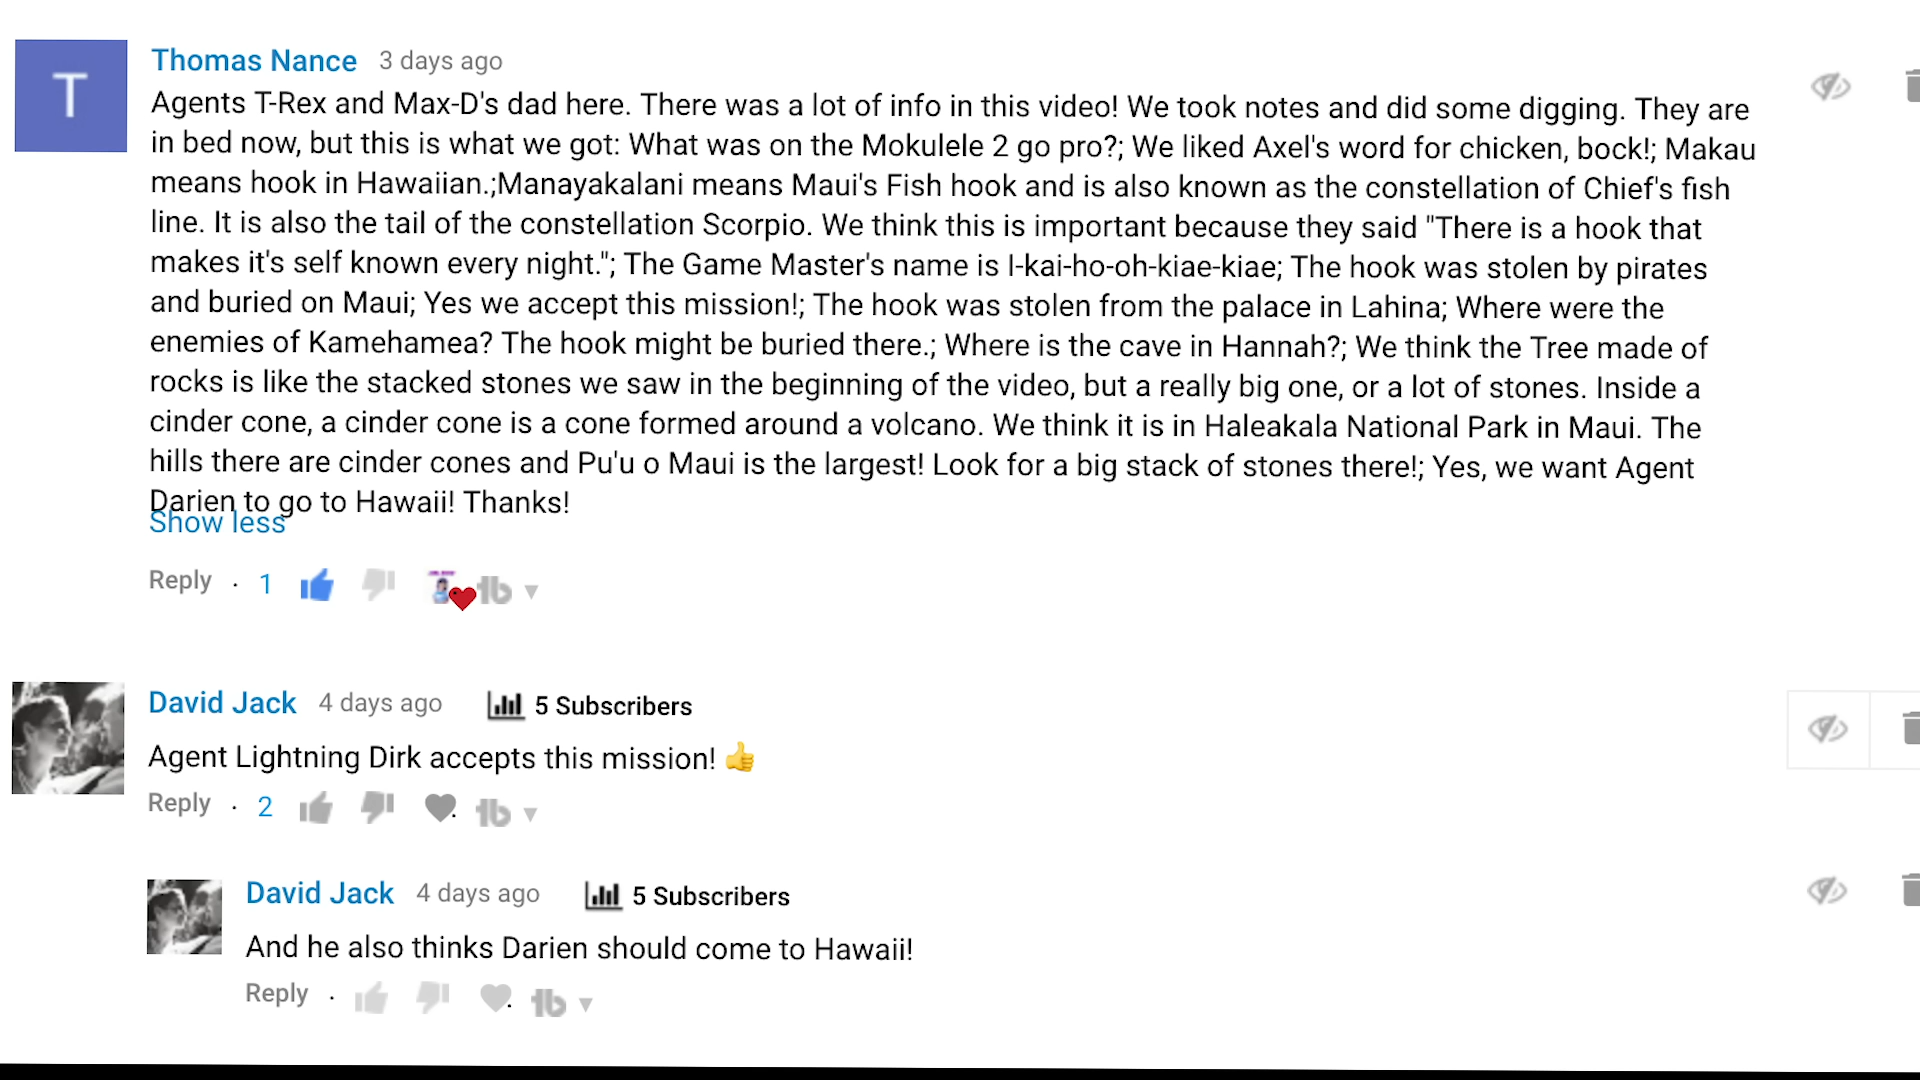 T
Thomas Nance 3 days ago
Agents T-Rex and Max-D's dad here. There was a lot of info in this video! We took notes and did some digging. They are
in bed now, but this is what we got: What was on the Mokulele 2 go pro?; We liked Axel's word for chicken, bock!; Makau
means hook in Hawaiian.;Manayakalani means Maui's Fish hook and is also known as the constellation of Chief's fish
line. It is also the tail of the constellation Scorpio. We think this is important because they said "There is a hook that
makes it's self known every night."; The Game Master's name is I-kai-ho-oh-kiae-kiae; The hook was stolen by pirates
and buried on Maui; Yes we accept this mission!; The hook was stolen from the palace in Lahina; Where were the
enemies of Kamehamea? The hook might be buried there.; Where is the cave in Hannah?; We think the Tree made of
rocks is like the stacked stones we saw in the beginning of the video, but a really big one, or a lot of stones. Inside a
cinder cone, a cinder cone is a cone formed around a volcano. We think it is in Haleakala National Park in Maui. The
hills there are cinder cones and Pu'u o Maui is the largest! Look for a big stack of stones there!; Yes, we want Agent
Darien to go to Hawaii! Thanks!
Show less
Reply · 1 tb
David Jack 4 days ago 5 Subscribers
Agent Lightning Dirk accepts this mission! 👍
Reply · 2 tb
David Jack 4 days ago 5 Subscribers
And he also thinks Darien should come to Hawaii!
Reply · tb